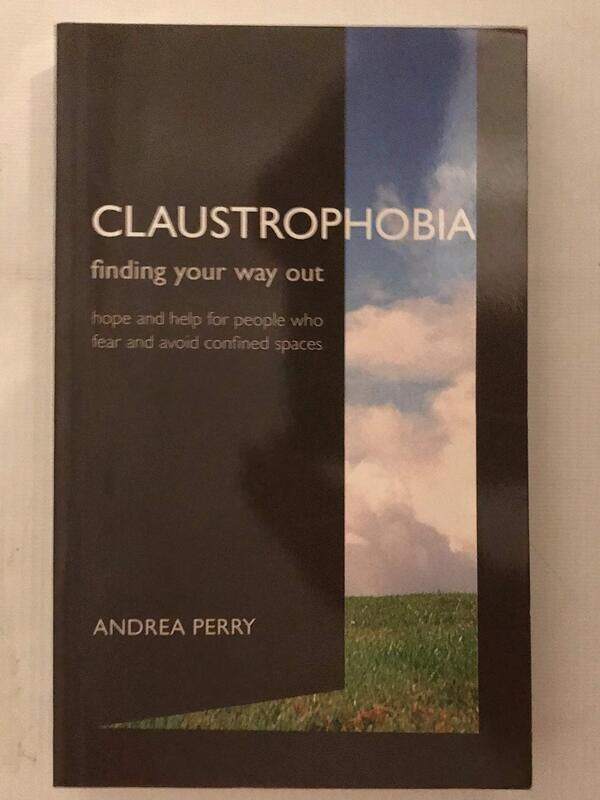 CLAUSTROPHOBIA
finding your way out
hope and help for people who
fear and avoid confined spaces
ANDREA PERRY